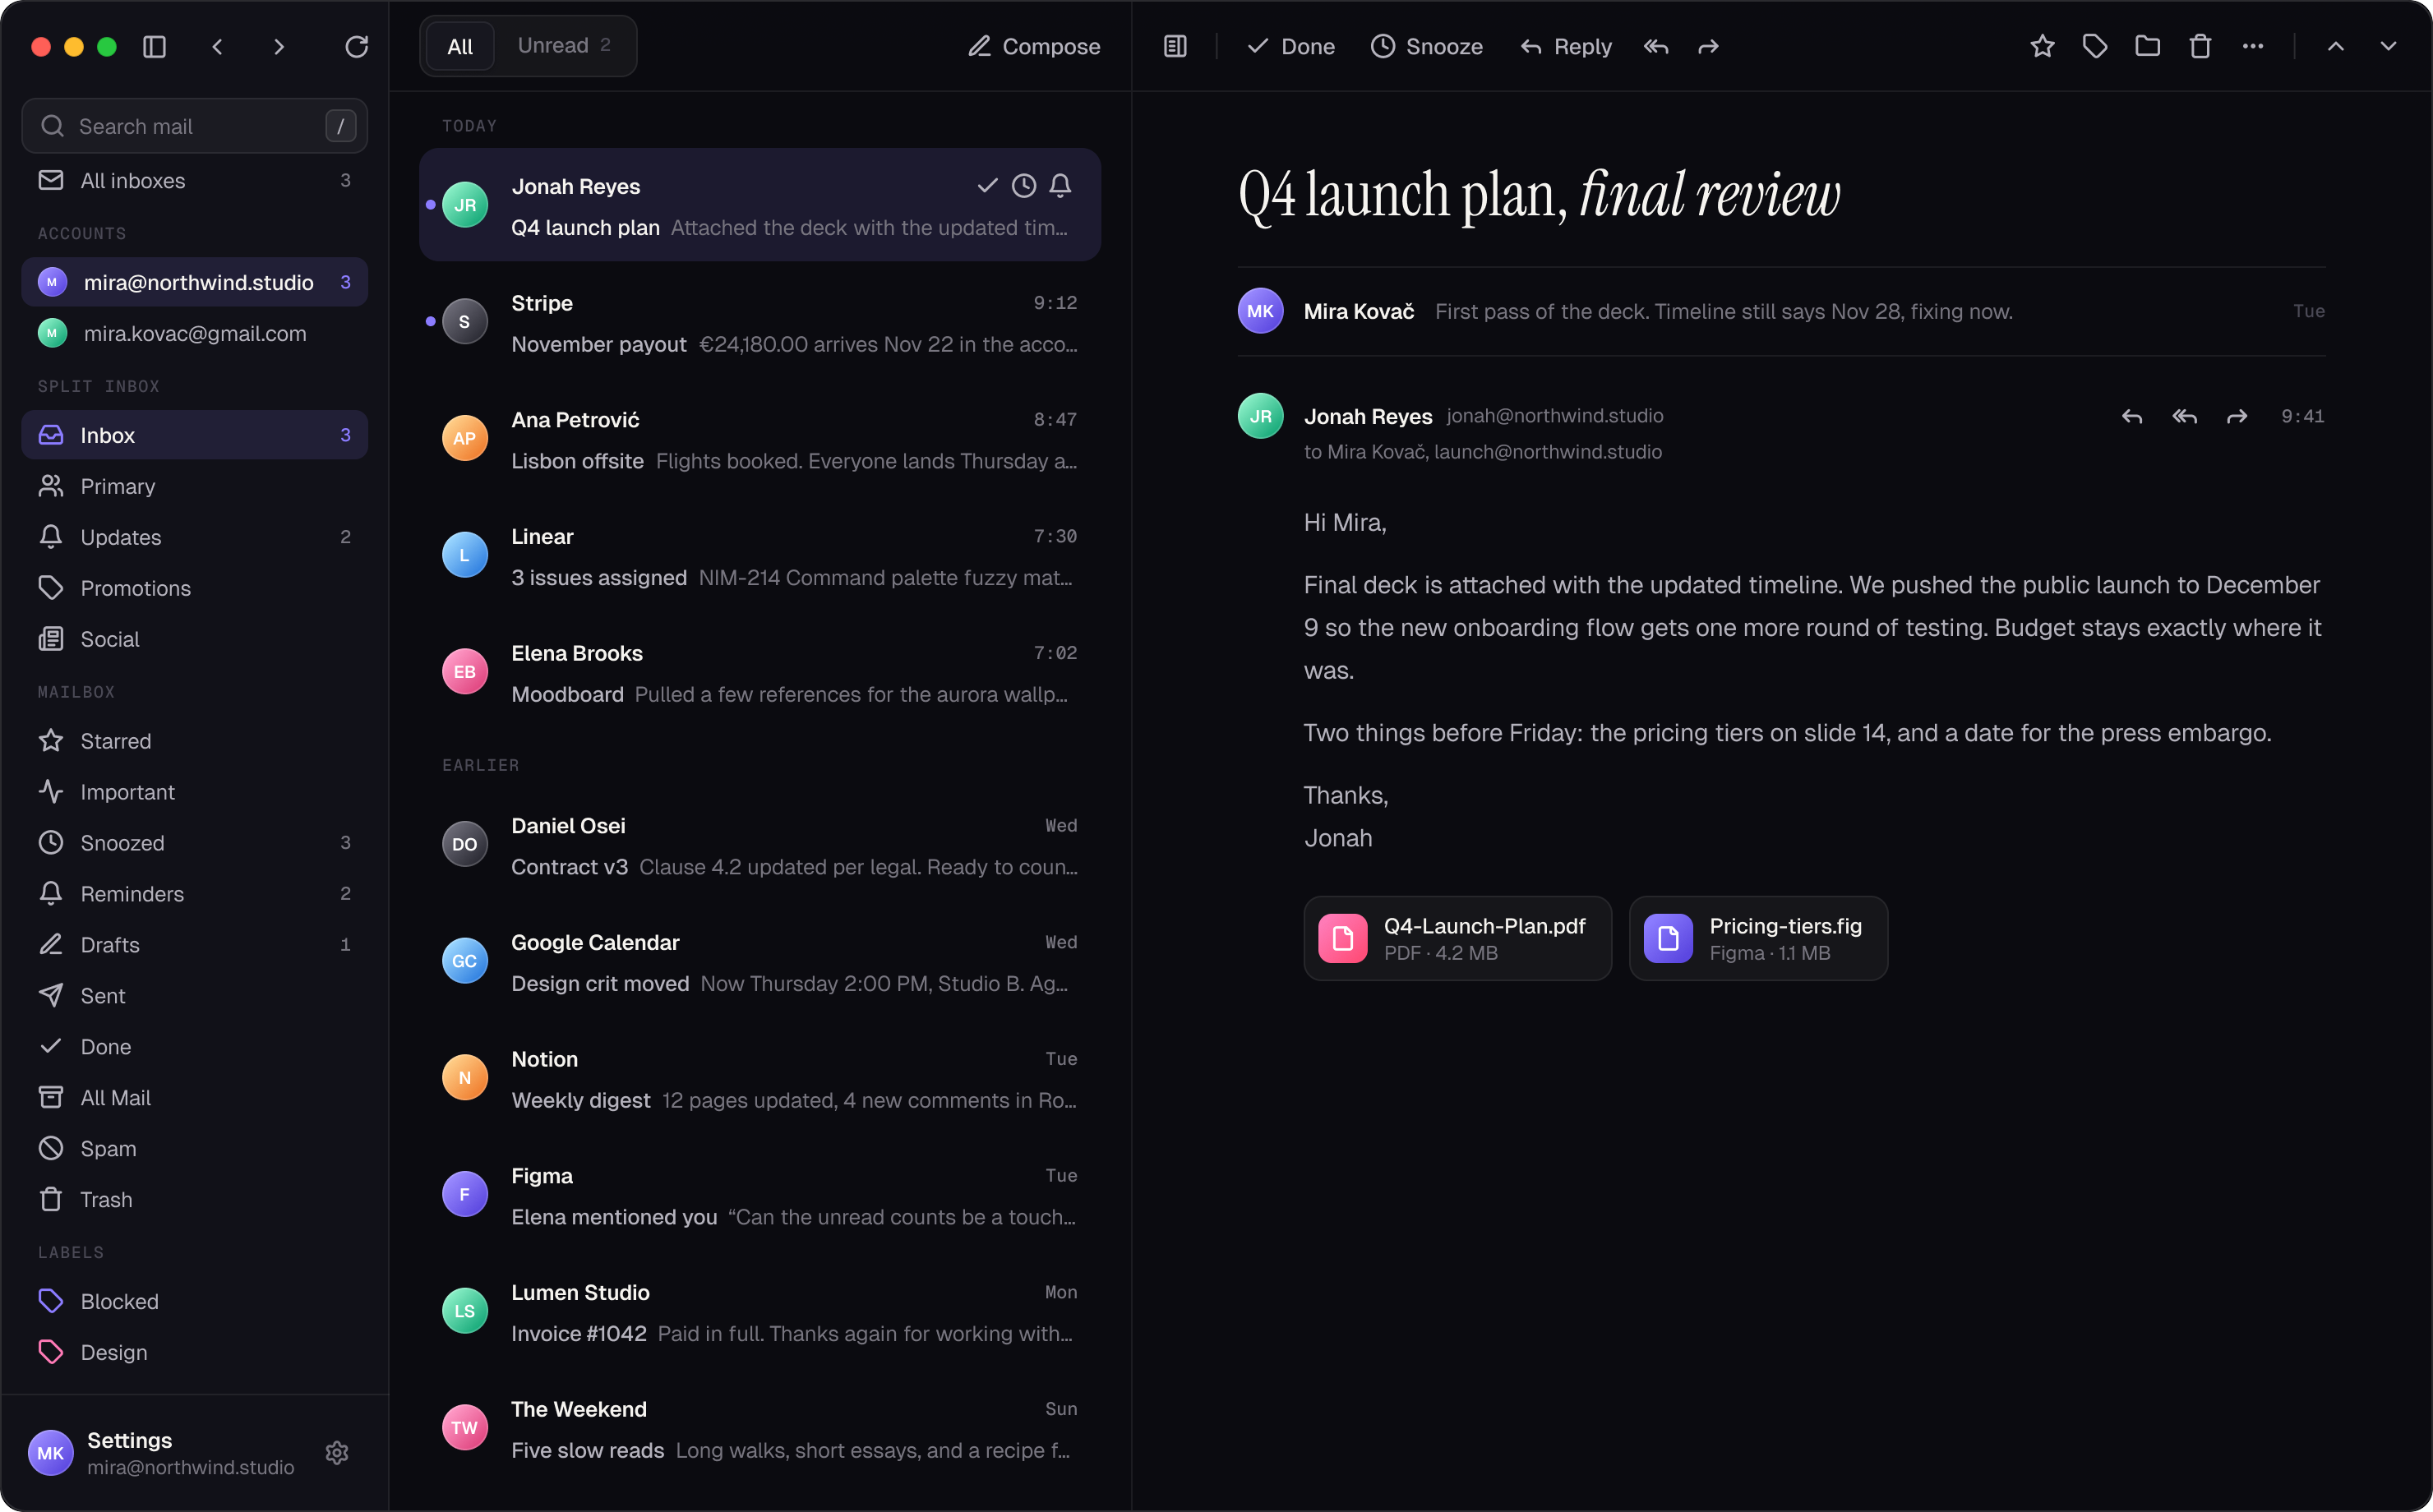 Search mail /
All inboxes 3
ACCOUNTS
M mira@northwind.studio 3
M mira.kovac@gmail.com
SPLIT INBOX
Inbox 3
Primary
Updates 2
Promotions
Social
MAILBOX
Starred
Important
Snoozed 3
Reminders 2
Drafts 1
Sent
Done
All Mail
Spam
Trash
LABELS
Blocked
Design
MK Settings
mira@northwind.studio
All Unread 2 Compose
TODAY
JR Jonah Reyes
Q4 launch plan Attached the deck with the updated tim...
S Stripe 9:12
November payout €24,180.00 arrives Nov 22 in the acco...
AP Ana Petrović 8:47
Lisbon offsite Flights booked. Everyone lands Thursday a...
L Linear 7:30
3 issues assigned NIM-214 Command palette fuzzy mat...
EB Elena Brooks 7:02
Moodboard Pulled a few references for the aurora wallp...
EARLIER
DO Daniel Osei Wed
Contract v3 Clause 4.2 updated per legal. Ready to coun...
GC Google Calendar Wed
Design crit moved Now Thursday 2:00 PM, Studio B. Ag...
N Notion Tue
Weekly digest 12 pages updated, 4 new comments in Ro...
F Figma Tue
Elena mentioned you “Can the unread counts be a touch...
LS Lumen Studio Mon
Invoice #1042 Paid in full. Thanks again for working with...
TW The Weekend Sun
Five slow reads Long walks, short essays, and a recipe f...
Done Snooze Reply
Q4 launch plan, final review
MK Mira Kovač First pass of the deck. Timeline still says Nov 28, fixing now. Tue
JR Jonah Reyes jonah@northwind.studio 9:41
to Mira Kovač, launch@northwind.studio
Hi Mira,
Final deck is attached with the updated timeline. We pushed the public launch to December
9 so the new onboarding flow gets one more round of testing. Budget stays exactly where it
was.
Two things before Friday: the pricing tiers on slide 14, and a date for the press embargo.
Thanks,
Jonah
Q4-Launch-Plan.pdf
PDF · 4.2 MB
Pricing-tiers.fig
Figma · 1.1 MB